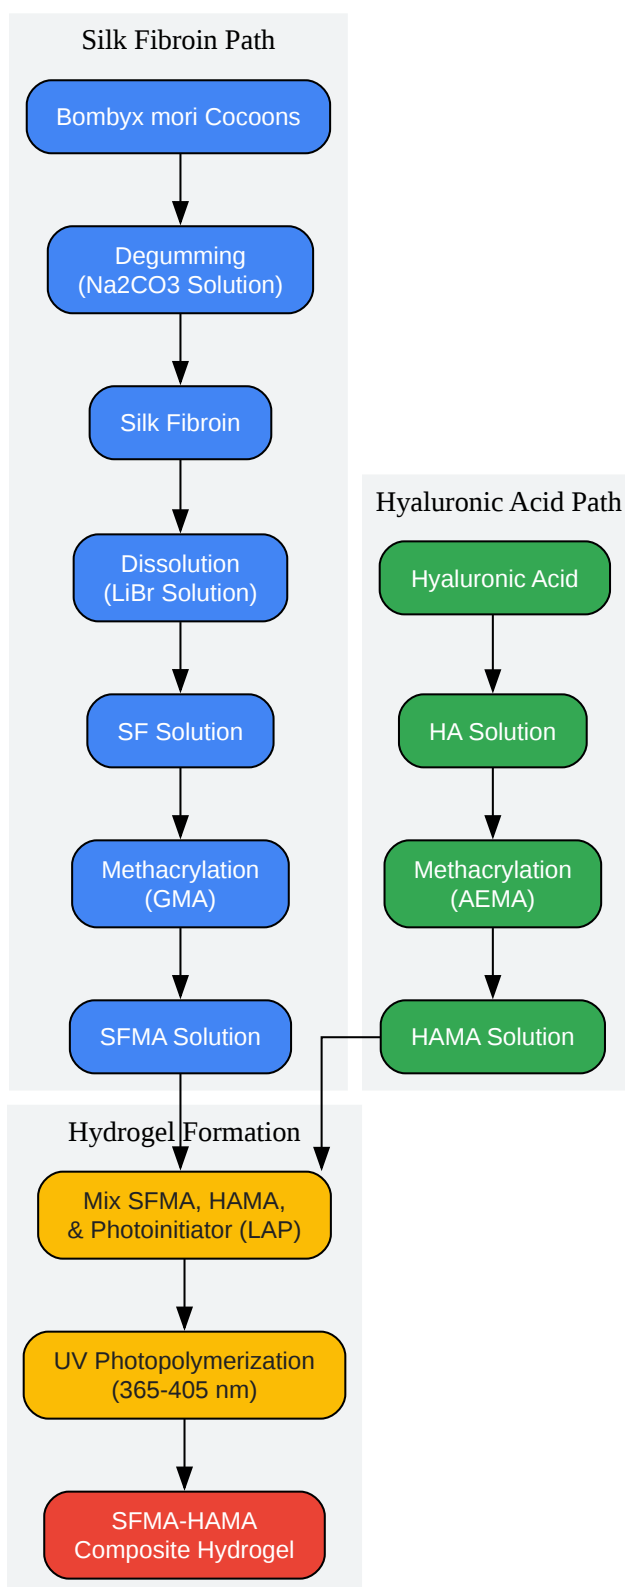 Silk Fibroin Path
Bombyx mori Cocoons
Degumming
(Na2CO3 Solution)
Silk Fibroin
Dissolution
(LiBr Solution)
SF Solution
Methacrylation
(GMA)
SFMA Solution
Hyaluronic Acid Path
Hyaluronic Acid
HA Solution
Methacrylation
(AEMA)
HAMA Solution
Hydrogel Formation
Mix SFMA, HAMA,
& Photoinitiator (LAP)
UV Photopolymerization
(365-405 nm)
SFMA-HAMA
Composite Hydrogel